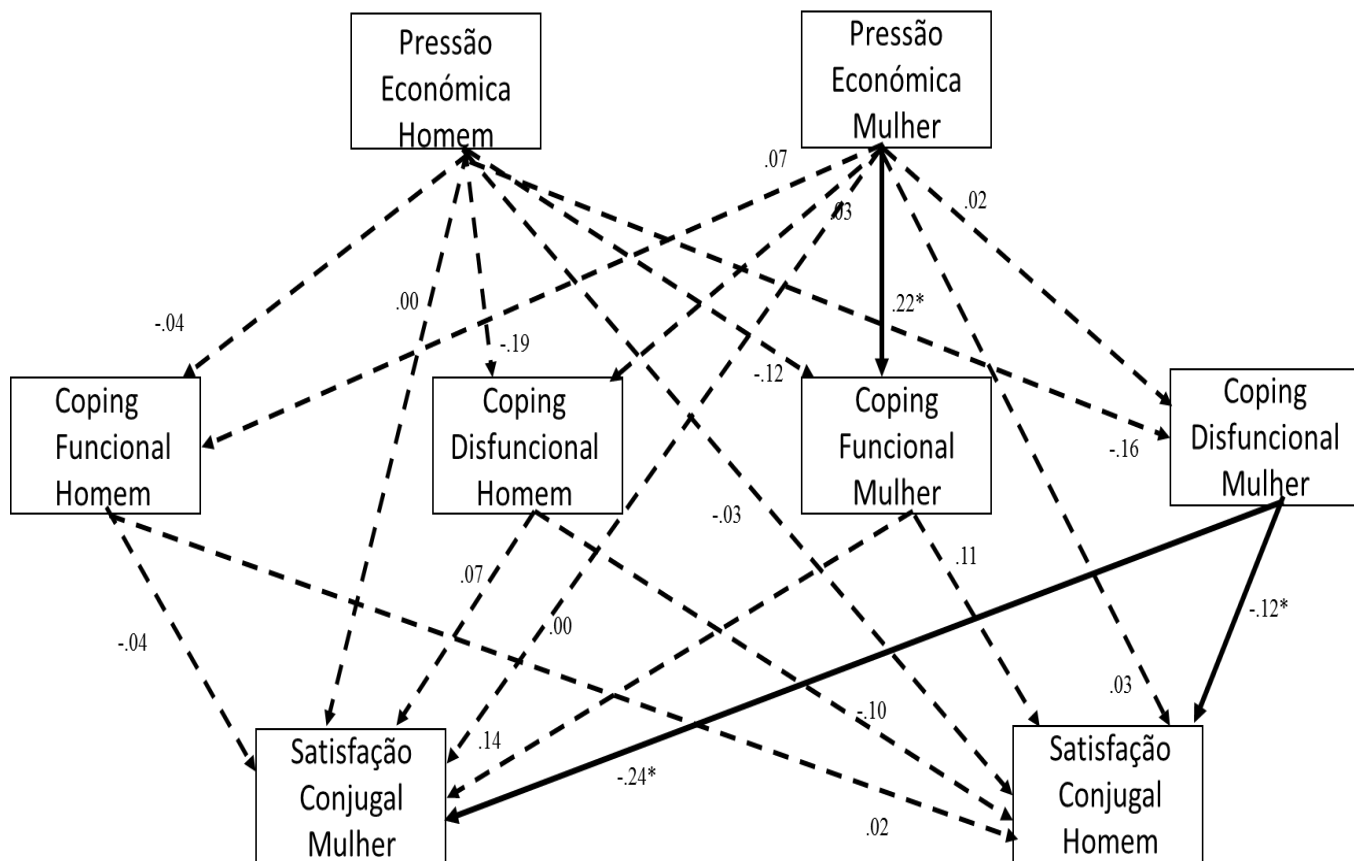 Pressão
Económica
Homem
Pressão
Económica
Mulher
.07
.03
.02
-.04
.00
-.19
-.12
.22*
-.16
Coping
Funcional
Homem
Coping
Disfuncional
Homem
Coping
Funcional
Mulher
Coping
Disfuncional
Mulher
-.03
-.04
.07
.00
.11
-.12*
.03
-.10
.14
-.24*
.02
Satisfação
Conjugal
Mulher
Satisfação
Conjugal
Homem